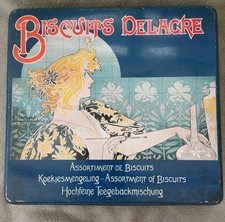 Biscuits Delacre
Assortiment de Biscuits
Koekjesmengeling - Assortment of Biscuits
Hochfeine Teegebäckmischung